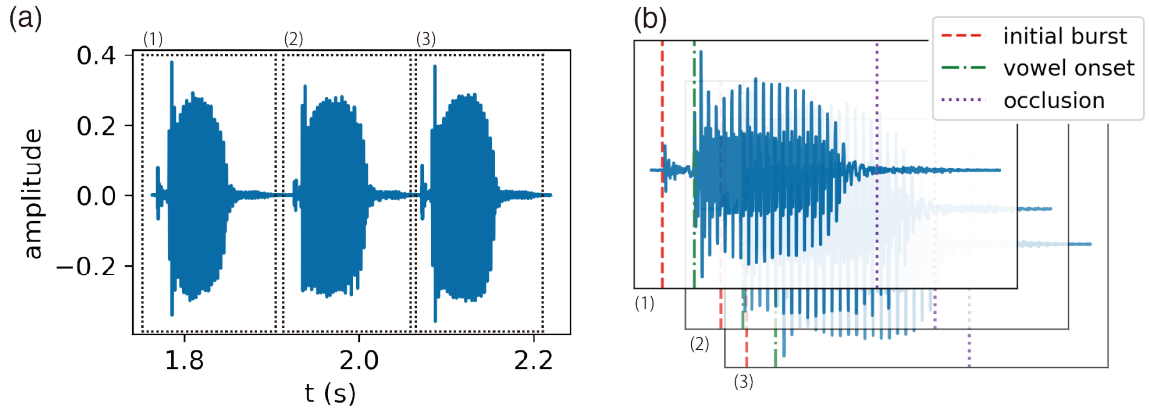 (a)
(1) (2) (3)
0.4
0.2
0.0
−0.2
amplitude
1.8 2.0 2.2
t (s)
(b)
initial burst
vowel onset
occlusion
(1)
(2)
(3)